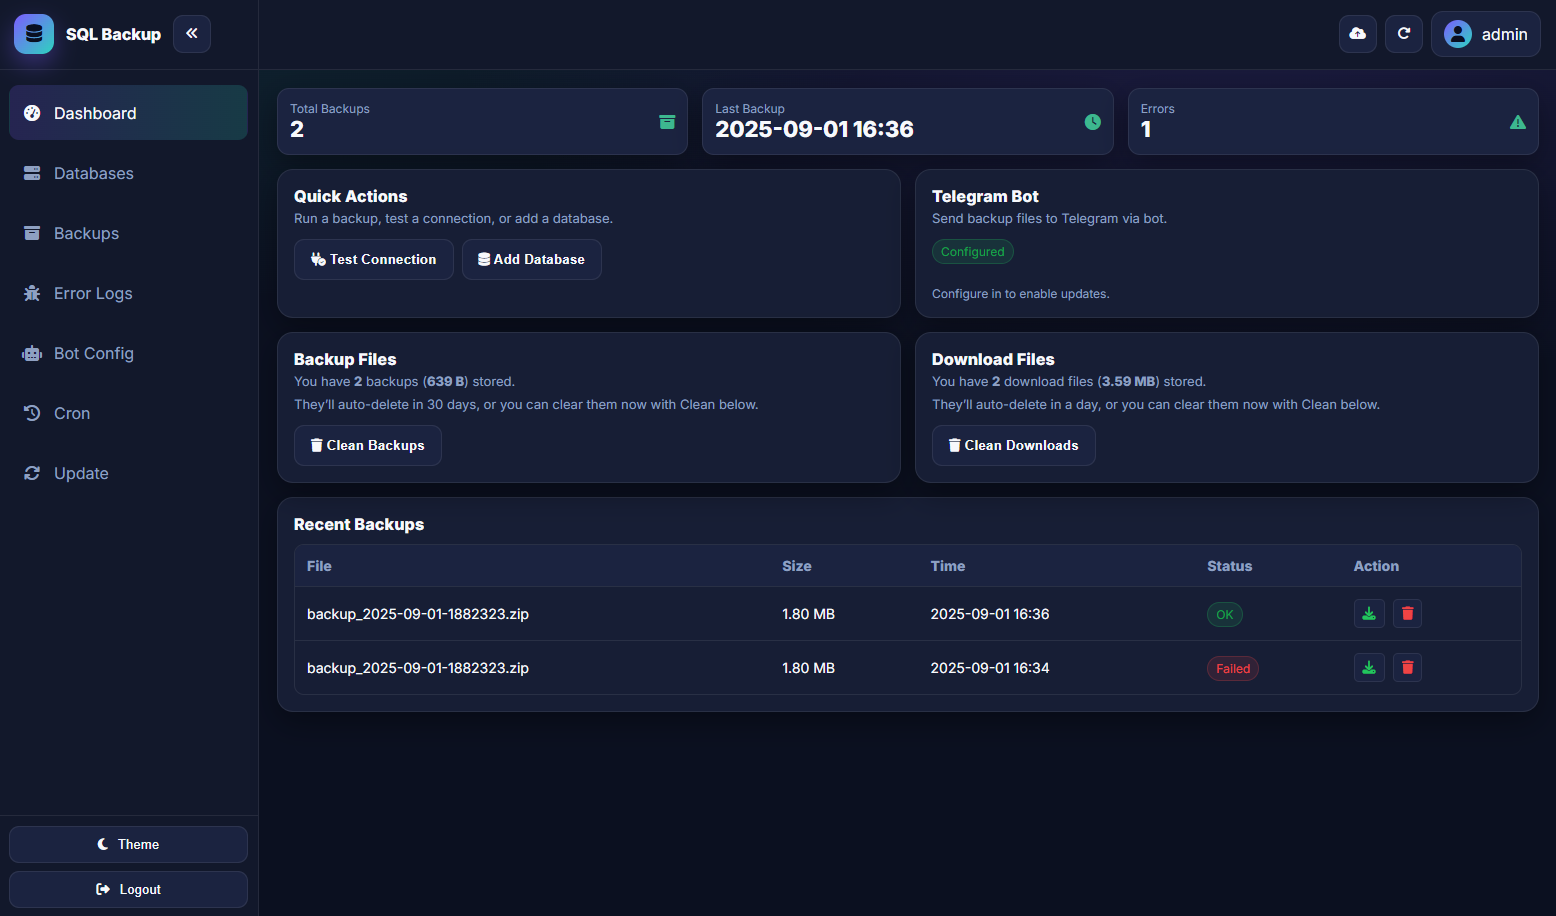 SQL Backup
admin
Dashboard
Databases
Backups
Error Logs
Bot Config
Cron
Update
Theme
Logout
Total Backups
2
Last Backup
2025-09-01 16:36
Errors
1
Quick Actions
Run a backup, test a connection, or add a database.
Test Connection
Add Database
Telegram Bot
Send backup files to Telegram via bot.
Configured
Configure in to enable updates.
Backup Files
You have 2 backups (639 B) stored.
They'll auto-delete in 30 days, or you can clear them now with Clean below.
Clean Backups
Download Files
You have 2 download files (3.59 MB) stored.
They'll auto-delete in a day, or you can clear them now with Clean below.
Clean Downloads
Recent Backups
File Size Time Status Action
backup_2025-09-01-1882323.zip 1.80 MB 2025-09-01 16:36 OK
backup_2025-09-01-1882323.zip 1.80 MB 2025-09-01 16:34 Failed